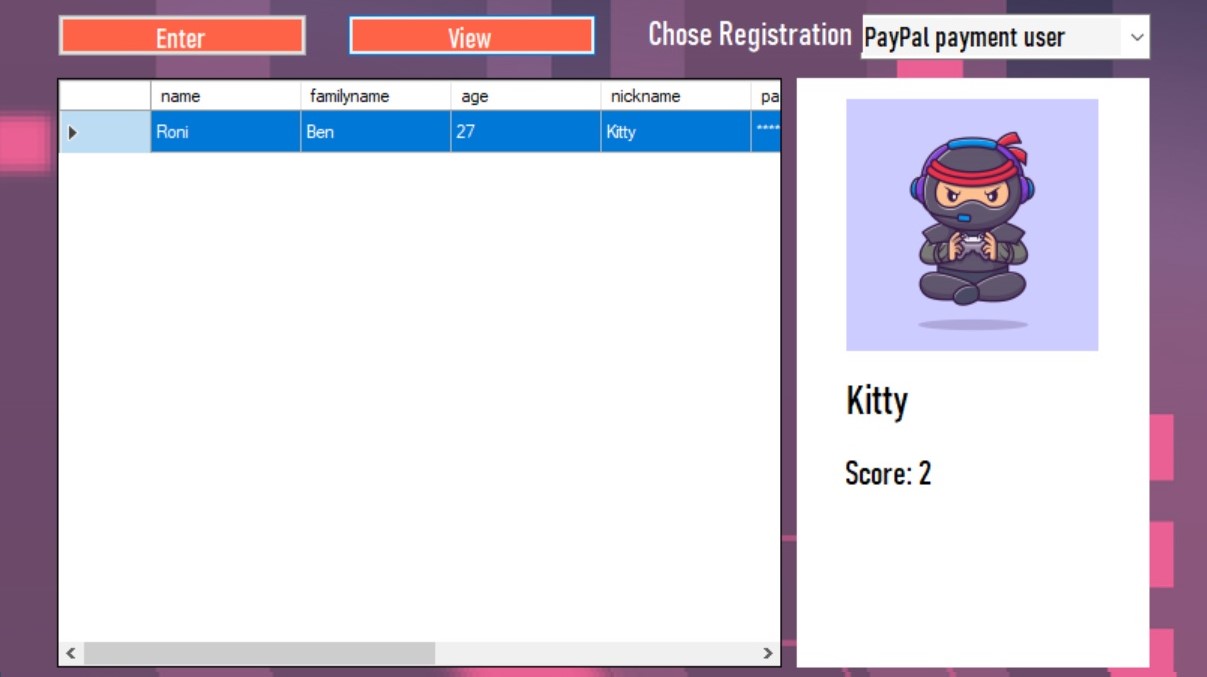 Enter View Chose Registration PayPal payment user
name familyname age nickname pa
Roni Ben 27 Kitty ****
Kitty
Score: 2